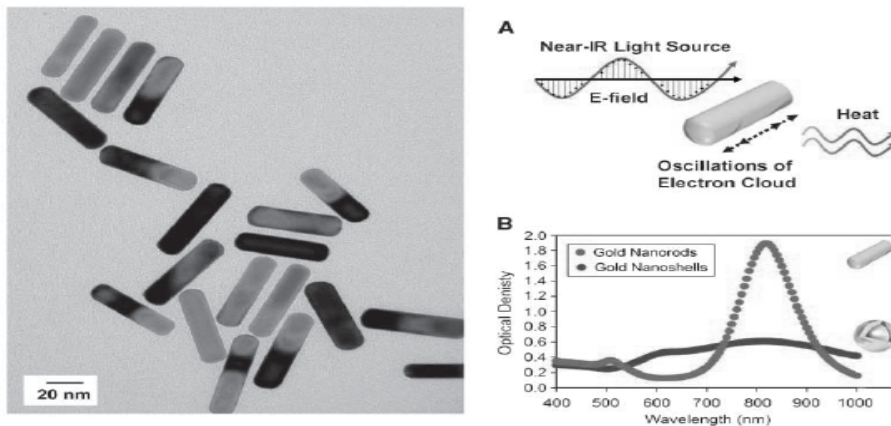 20 nm
A
Near-IR Light Source
E-field
Heat
Oscillations of
Electron Cloud
B
Gold Nanorods
Gold Nanoshells
Optical Denisty
2.0
1.8
1.6
1.4
1.2
1.0
0.8
0.6
0.4
0.2
0.0
400 500 600 700 800 900 1000
Wavelength (nm)